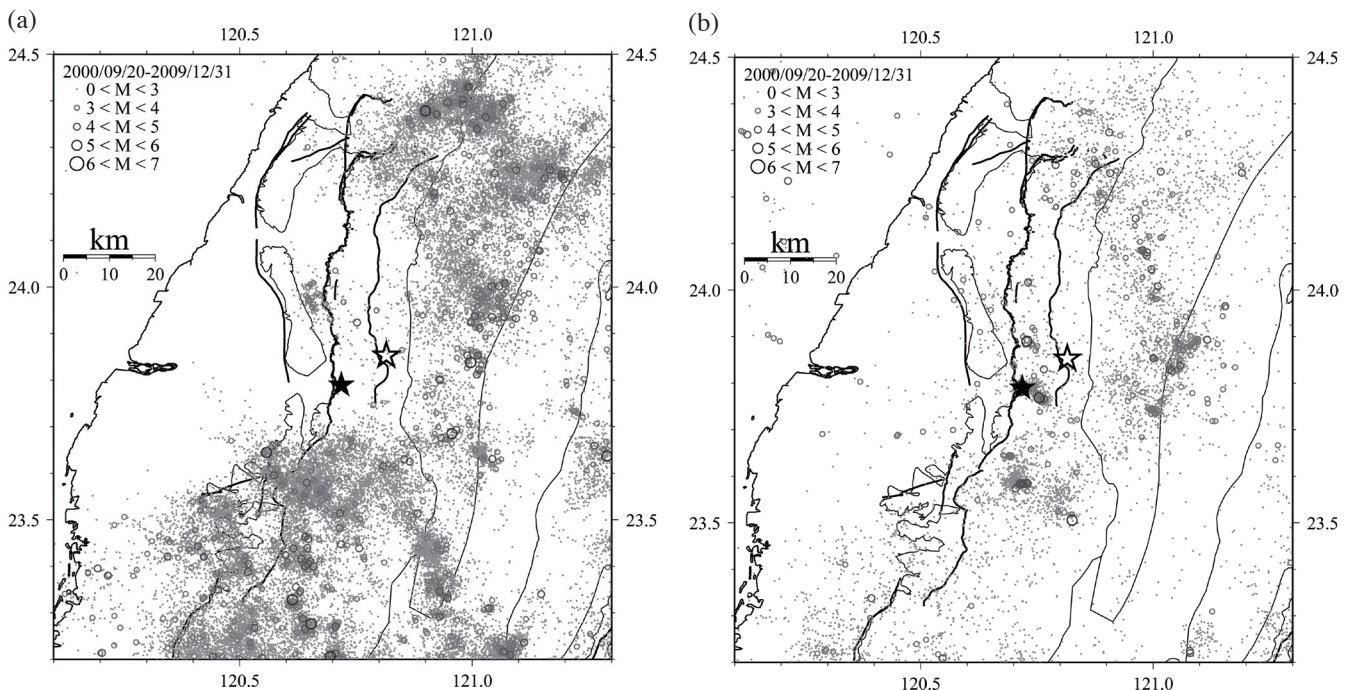 (a)
120.5 121.0
24.5 24.5
2000/09/20-2009/12/31
0 < M < 3
3 < M < 4
4 < M < 5
5 < M < 6
6 < M < 7
km
0 10 20
24.0 24.0
23.5 23.5
120.5 121.0
(b)
120.5 121.0
24.5 24.5
2000/09/20-2009/12/31
0 < M < 3
3 < M < 4
4 < M < 5
5 < M < 6
6 < M < 7
km
0 10 20
24.0 24.0
23.5 23.5
120.5 121.0